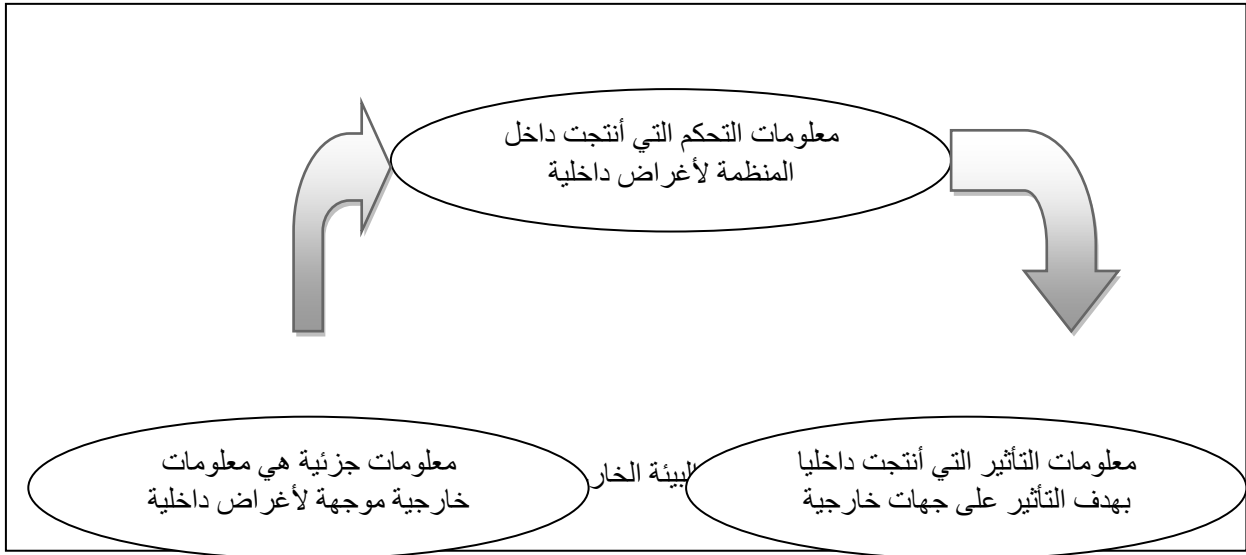 معلومات التحكم التي أنتجت داخل
المنظمة لأغراض داخلية
معلومات التأثير التي أنتجت داخليا
بهدف التأثير على جهات خارجية
معلومات جزئية هي معلومات
خارجية موجهة لأغراض داخلية